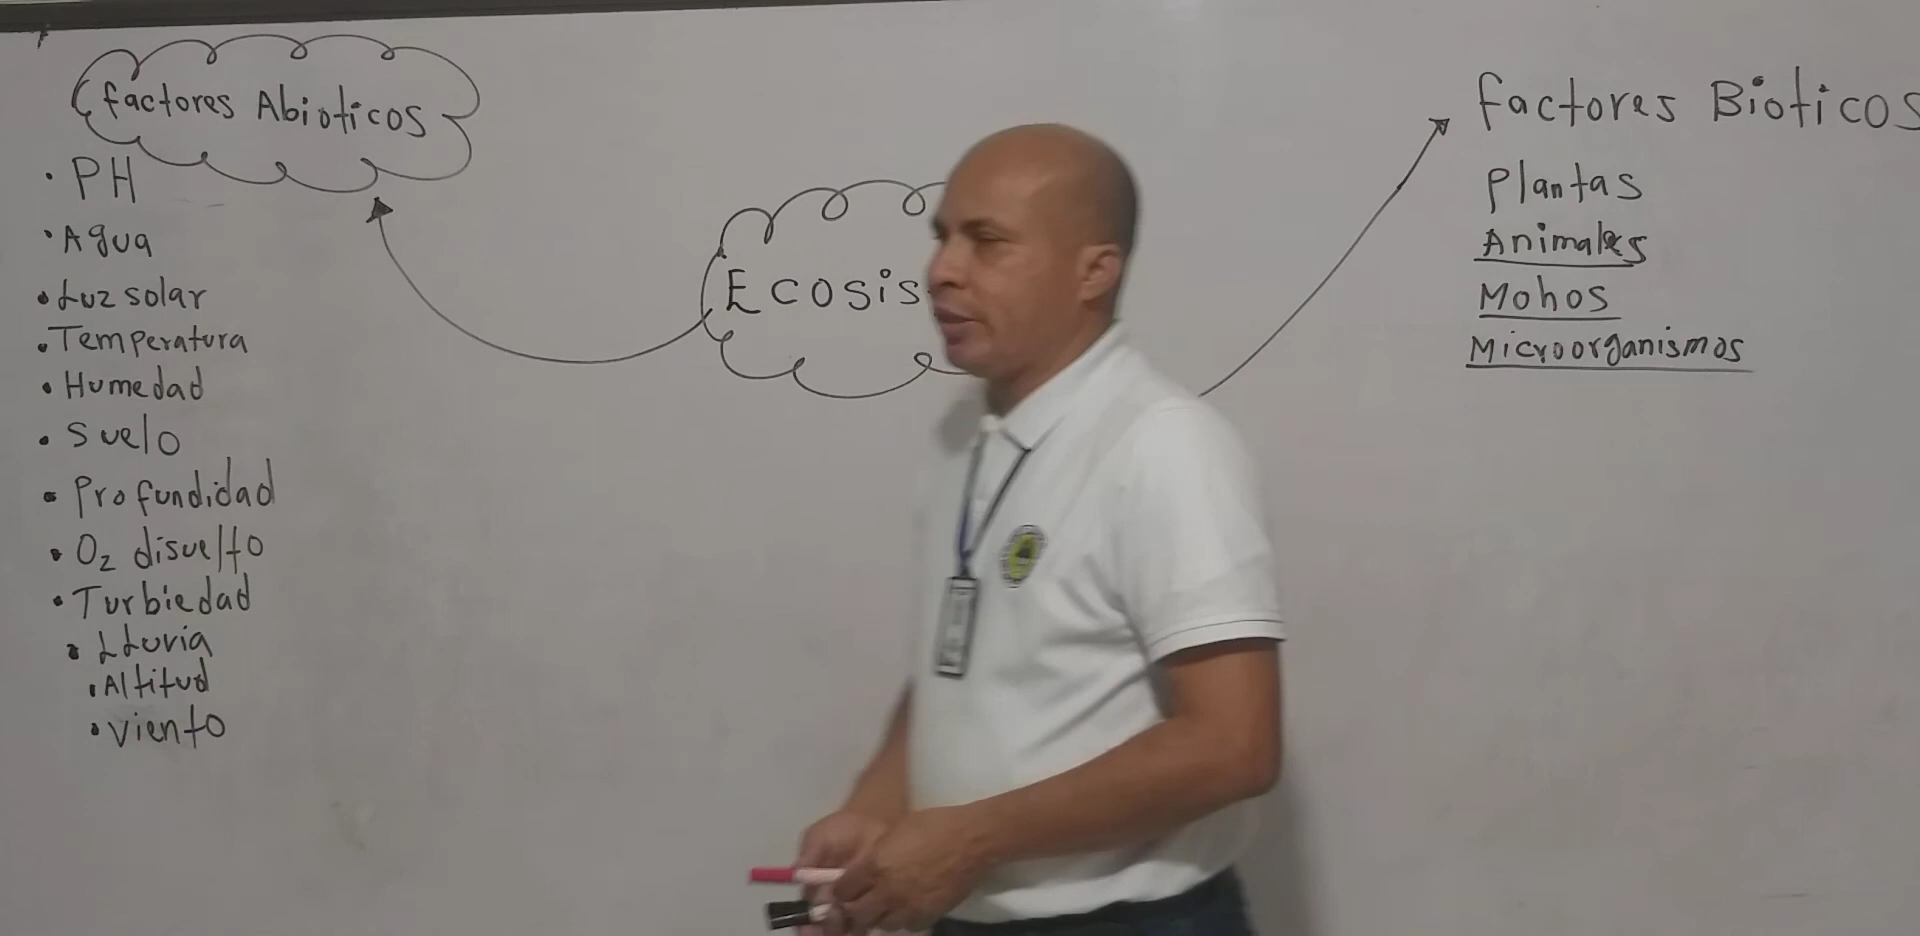 factores Abioticos
• PH
• Agua
• Luz solar
• Temperatura
• Humedad
• Suelo
• Profundidad
• O₂ disuelto
• Turbiedad
• LLuvia
• Altitud
• Viento
Ecosis
factores Bioticos
Plantas
Animales
Mohos
Microorganismos